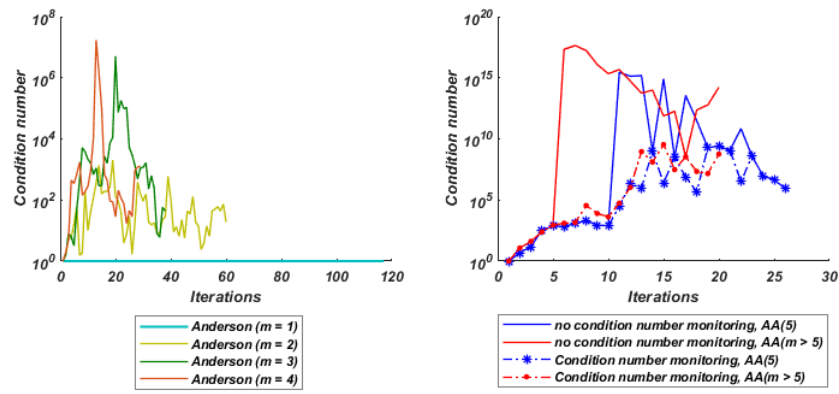 10^8
10^6
10^4
10^2
10^0
Condition number
0 20 40 60 80 100 120
Iterations
Anderson (m = 1)
Anderson (m = 2)
Anderson (m = 3)
Anderson (m = 4)
10^20
10^15
10^10
10^5
10^0
Condition number
0 5 10 15 20 25 30
Iterations
no condition number monitoring, AA(5)
no condition number monitoring, AA(m > 5)
Condition number monitoring, AA(5)
Condition number monitoring, AA(m > 5)